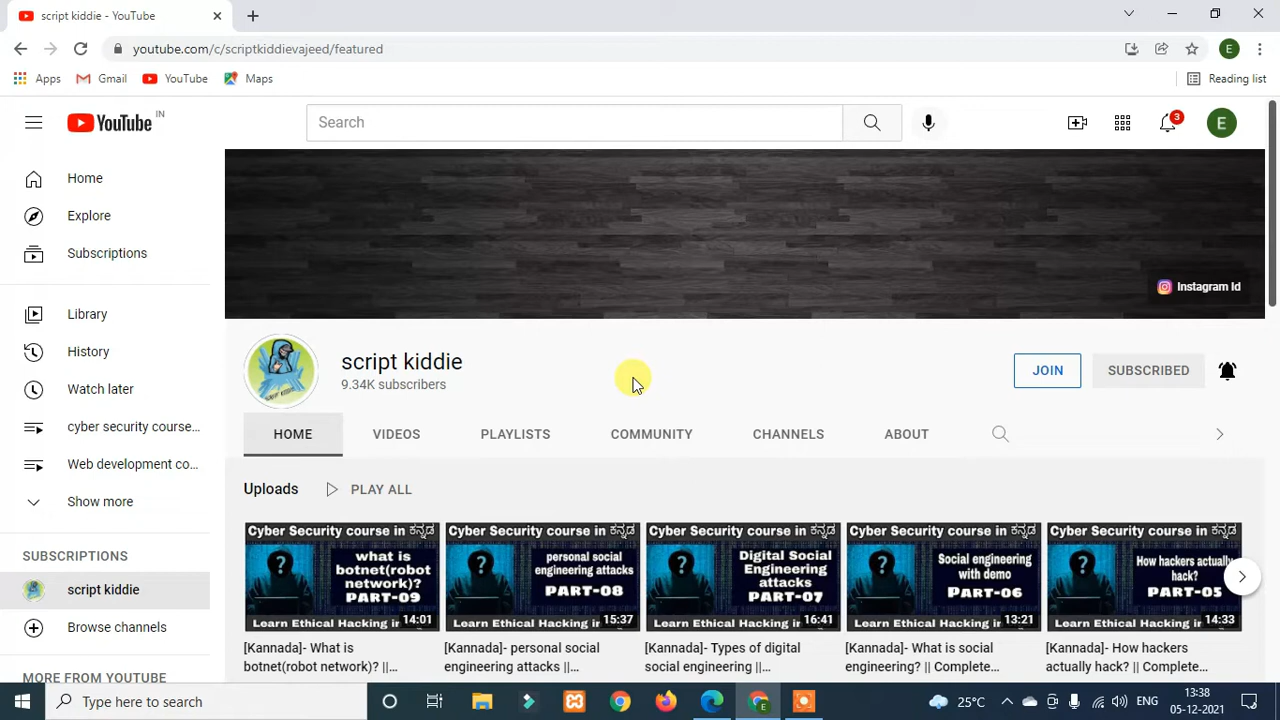 script kiddie - YouTube
youtube.com/c/scriptkiddievajeed/featured
E
Apps
Gmail
YouTube
Maps
Reading list
YouTube IN
Search
3
E
Home
Explore
Subscriptions
Library
History
Watch later
cyber security course...
Web development co...
Show more
SUBSCRIPTIONS
script kiddie
Browse channels
MORE FROM YOUTUBE
Instagram Id
script kiddie
9.34K subscribers
JOIN
SUBSCRIBED
HOME
VIDEOS
PLAYLISTS
COMMUNITY
CHANNELS
ABOUT
Uploads
PLAY ALL
Cyber Security course in ಕನ್ನಡ
what is
botnet(robot
network)?
PART-09
14:01
Learn Ethical Hacking in
[Kannada]- What is
botnet(robot network)? ||...
Cyber Security course in ಕನ್ನಡ
personal social
engineering attacks
PART-08
15:37
Learn Ethical Hacking in
[Kannada]- personal social
engineering attacks ||...
Cyber Security course in ಕನ್ನಡ
Digital Social
Engineering
attacks
PART-07
16:41
Learn Ethical Hacking in
[Kannada]- Types of digital
social engineering ||...
Cyber Security course in ಕನ್ನಡ
Social engineering
with demo
PART-06
13:21
Learn Ethical Hacking in
[Kannada]- What is social
engineering? || Complete...
Cyber Security course in ಕನ್ನಡ
How hackers actually
hack?
PART-05
14:33
Learn Ethical Hacking in
[Kannada]- How hackers
actually hack? || Complete...
Type here to search
25°C
ENG
13:38
05-12-2021